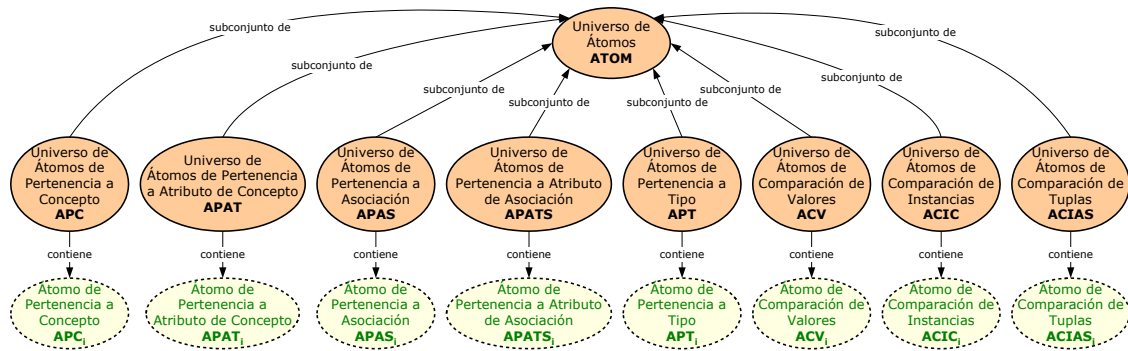 Universo de
Átomos
ATOM
subconjunto de
subconjunto de
subconjunto de
subconjunto de
subconjunto de
subconjunto de
subconjunto de
subconjunto de
Universo de
Átomos de
Pertenencia a
Concepto
APC
Universo de
Átomos de Pertenencia
a Atributo de Concepto
APAT
Universo de
Átomos de
Pertenencia a
Asociación
APAS
Universo de
Átomos de
Pertenencia a Atributo
de Asociación
APATS
Universo de
Átomos de
Pertenencia a
Tipo
APT
Universo de
Átomos de
Comparación de
Valores
ACV
Universo de
Átomos de
Comparación de
Instancias
ACIC
Universo de
Átomos de
Comparación de
Tuplas
ACIAS
contiene
contiene
contiene
contiene
contiene
contiene
contiene
contiene
Átomo de
Pertenencia a
Concepto
APCi
Átomo de
Pertenencia a
Atributo de Concepto
APATi
Átomo de
Pertenencia a
Asociación
APASi
Átomo de
Pertenencia a Atributo
de Asociación
APATSi
Átomo de
Pertenencia a
Tipo
APTi
Átomo de
Comparación de
Valores
ACVi
Átomo de
Comparación de
Instancias
ACICi
Átomo de
Comparación de
Tuplas
ACIASi